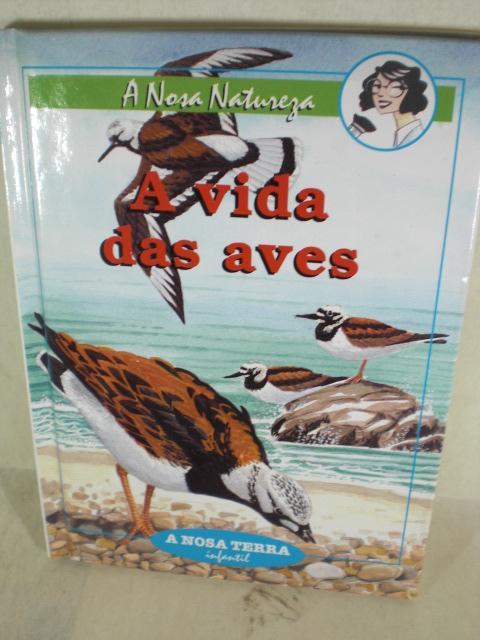 A Nosa Natureza
A vida
das aves
A NOSA TERRA
infantil